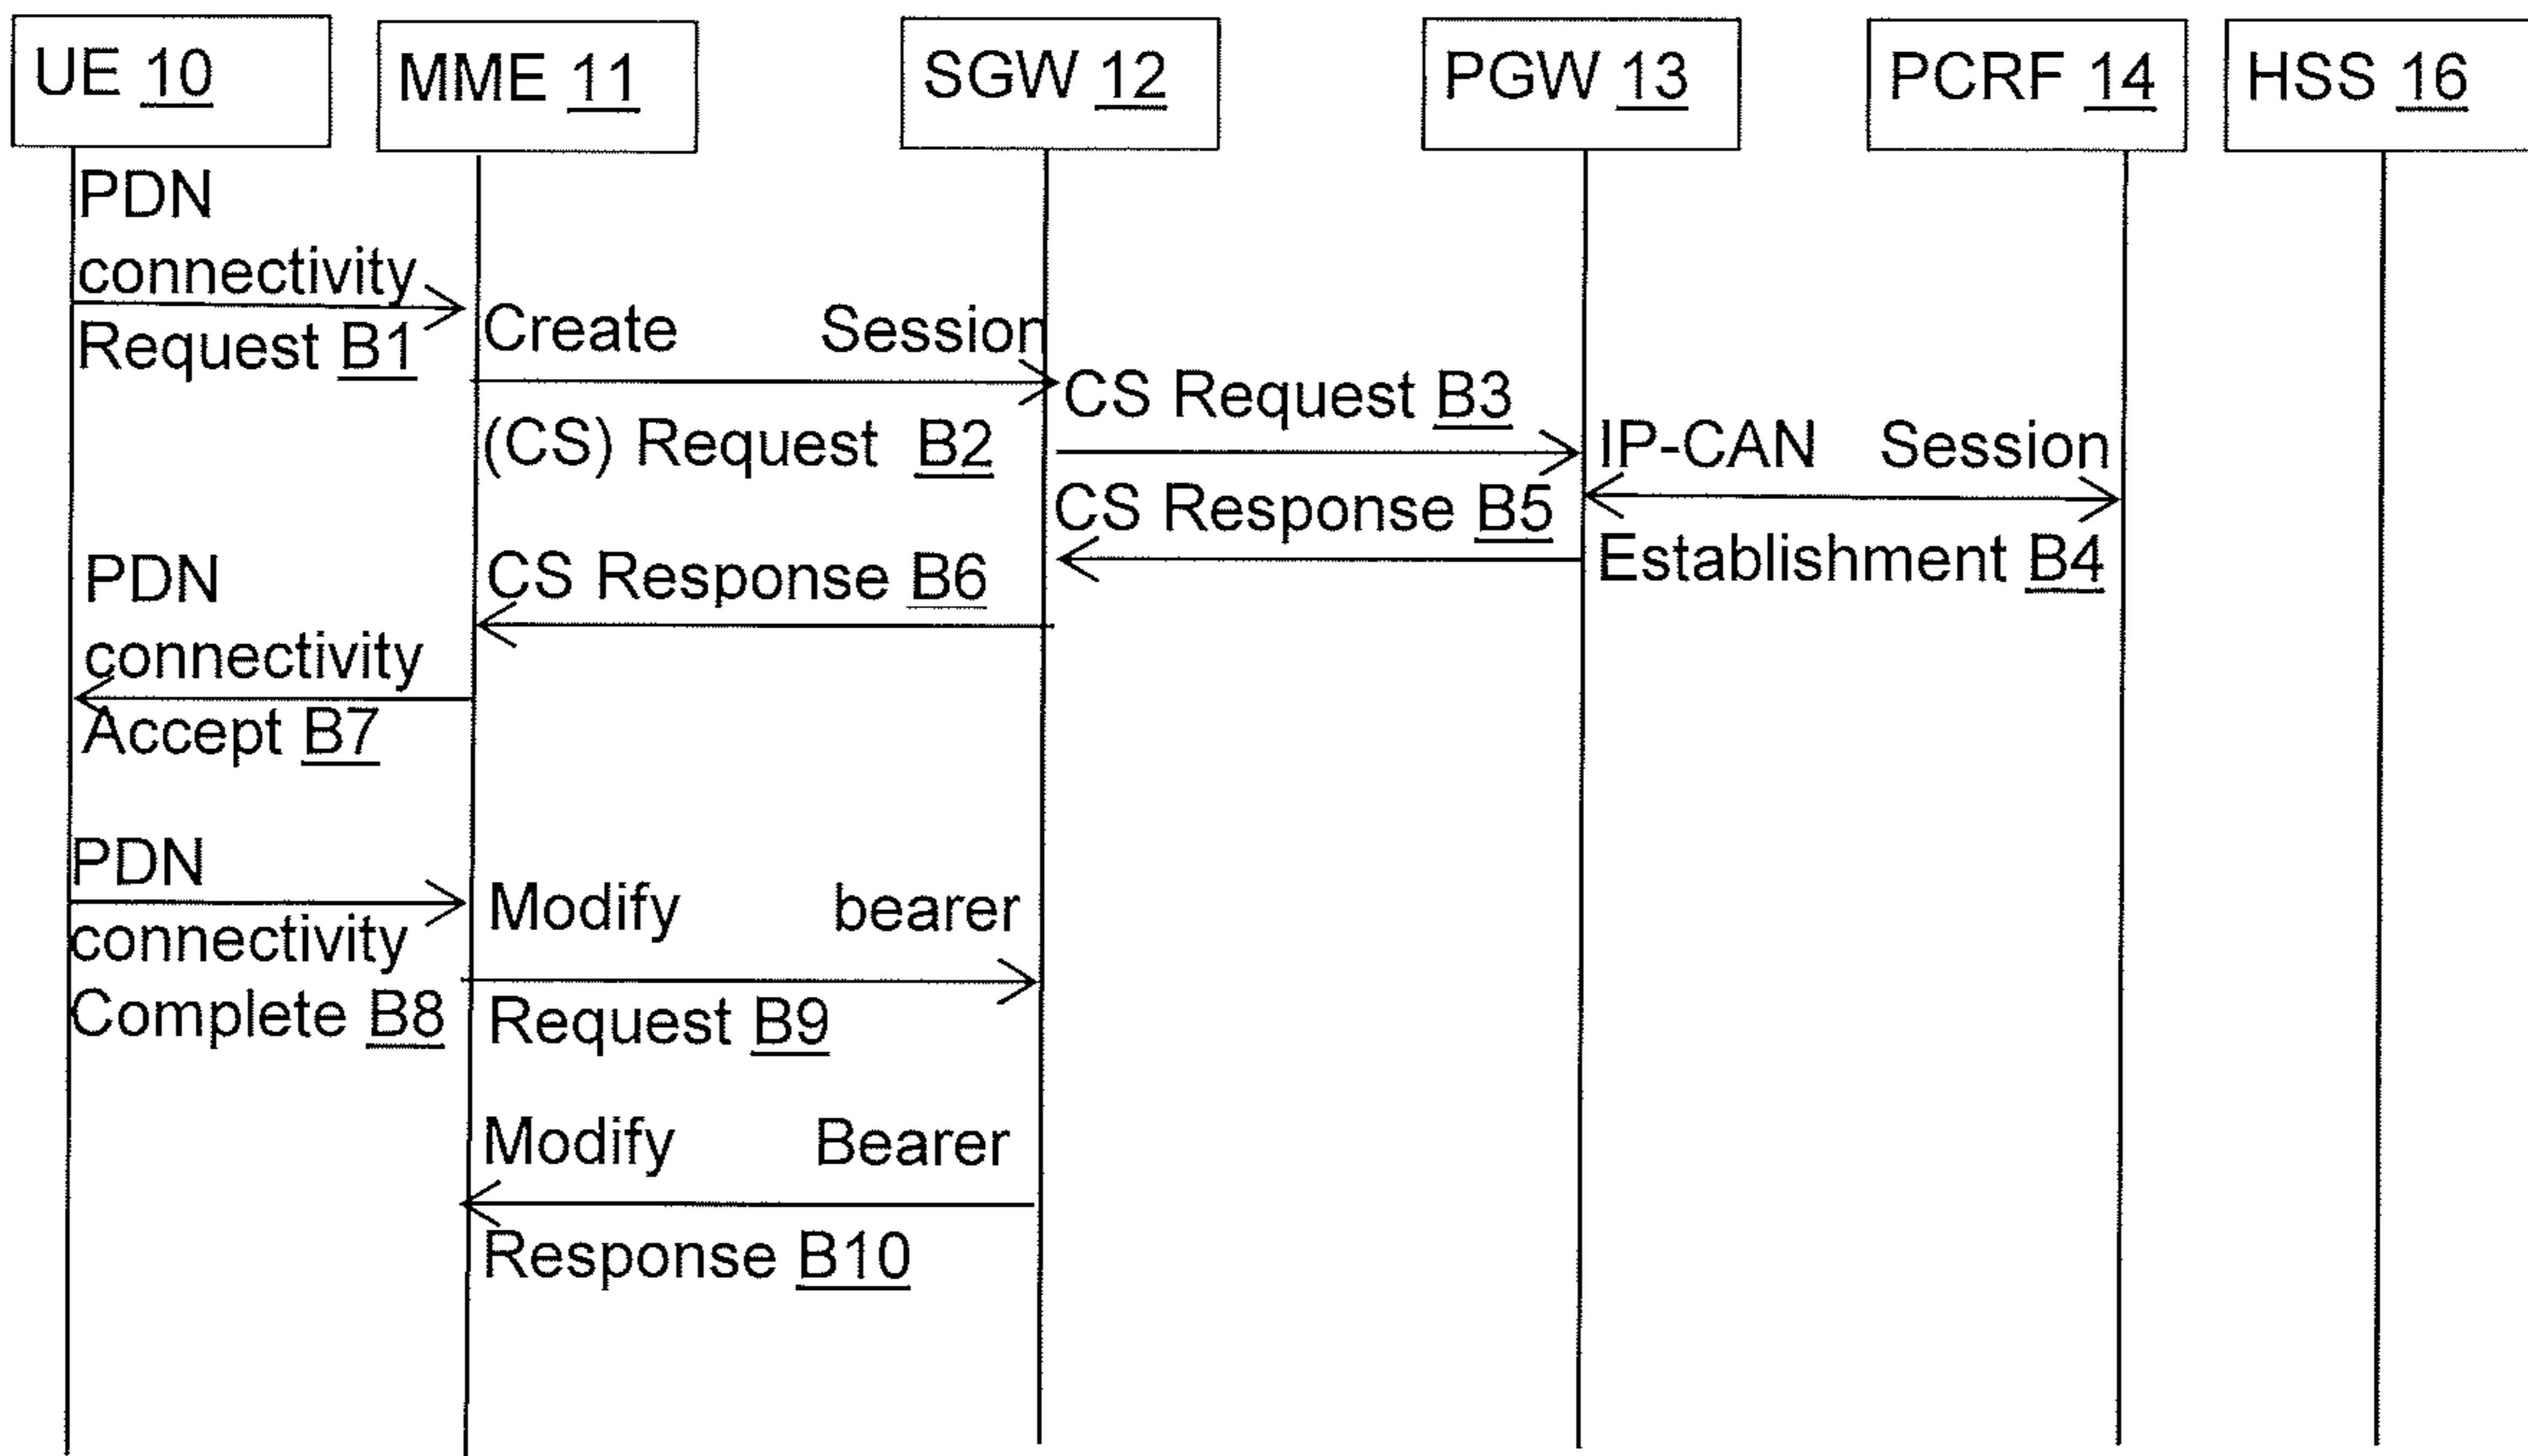 UE 10
MME 11
SGW 12
PGW 13
PCRF 14
HSS 16
PDN
connectivity
Request B1
Create Session
(CS) Request B2
CS Request B3
IP-CAN Session
Establishment B4
CS Response B5
CS Response B6
PDN
connectivity
Accept B7
PDN
connectivity
Complete B8
Modify bearer
Request B9
Modify Bearer
Response B10